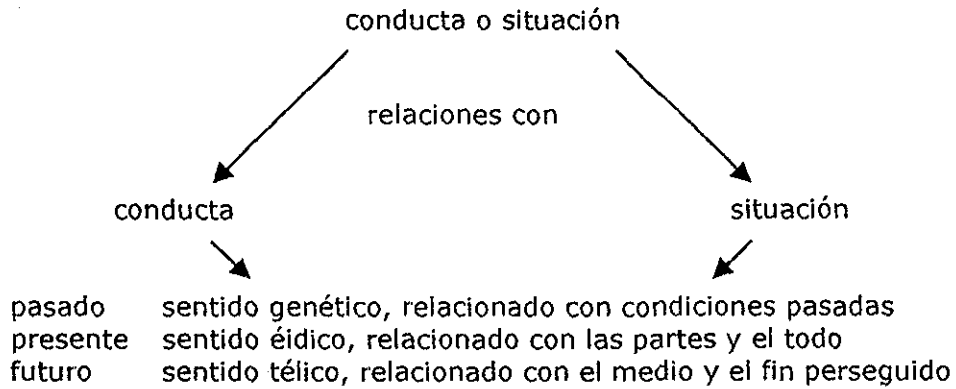 conducta o situación
relaciones con
conducta situación
pasado sentido genético, relacionado con condiciones pasadas
presente sentido éidico, relacionado con las partes y el todo
futuro sentido télico, relacionado con el medio y el fin perseguido